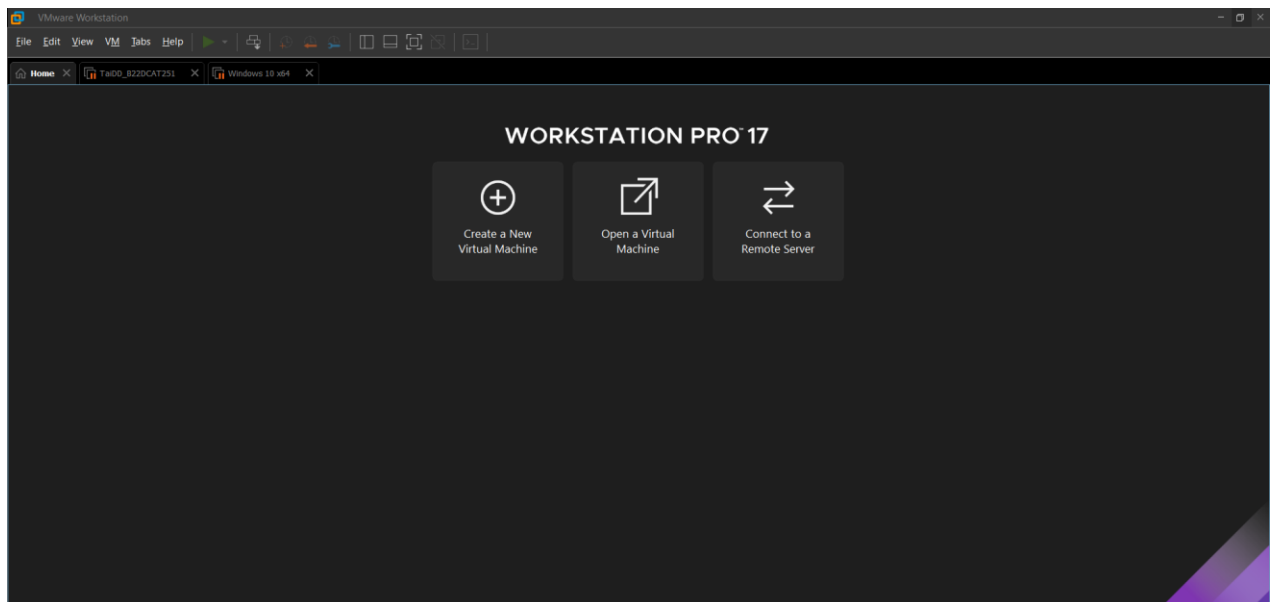 VMware Workstation
File Edit View VM Tabs Help
Home TaiDD_B22DCAT251 Windows 10 x64
WORKSTATION PRO™ 17
Create a New
Virtual Machine
Open a Virtual
Machine
Connect to a
Remote Server